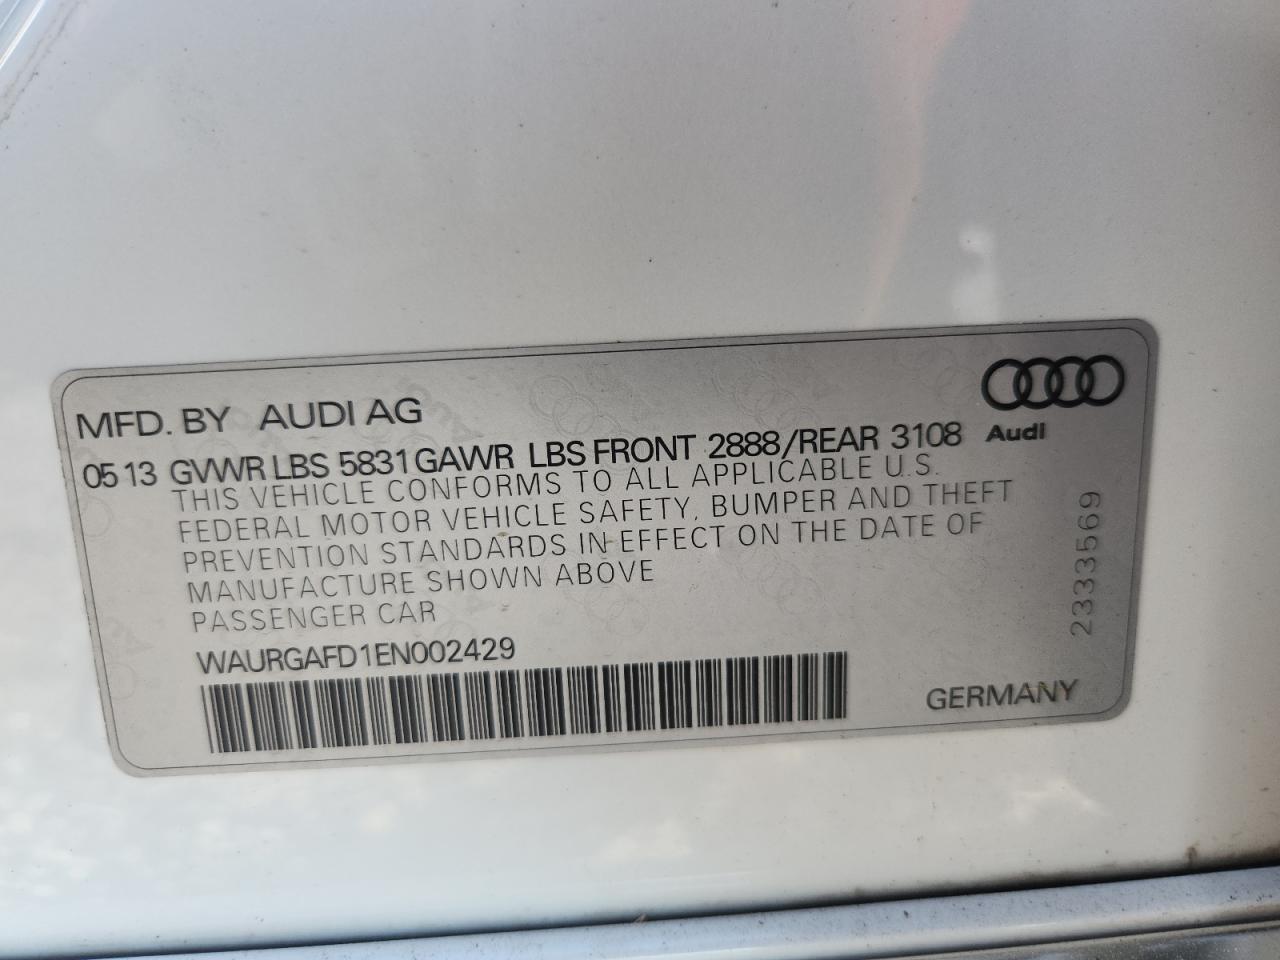 MFD. BY AUDI AG
05 13 GVWR LBS 5831 GAWR LBS FRONT 2888/REAR 3108
Audi
THIS VEHICLE CONFORMS TO ALL APPLICABLE U.S.
FEDERAL MOTOR VEHICLE SAFETY, BUMPER AND THEFT
PREVENTION STANDARDS IN EFFECT ON THE DATE OF
MANUFACTURE SHOWN ABOVE
PASSENGER CAR
WAURGAFD1EN002429
GERMANY
2333569